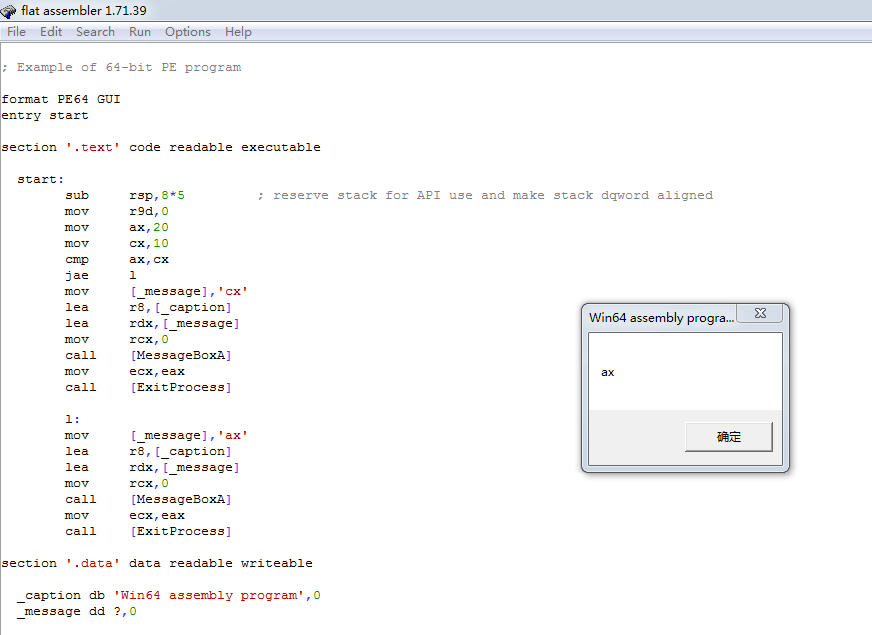 flat assembler 1.71.39
File Edit Search Run Options Help
; Example of 64-bit PE program
format PE64 GUI
entry start
section '.text' code readable executable
start:
sub rsp,8*5 ; reserve stack for API use and make stack dqword aligned
mov r9d,0
mov ax,20
mov cx,10
cmp ax,cx
jae l
mov [_message],'cx'
lea r8,[_caption]
lea rdx,[_message]
mov rcx,0
call [MessageBoxA]
mov ecx,eax
call [ExitProcess]
l:
mov [_message],'ax'
lea r8,[_caption]
lea rdx,[_message]
mov rcx,0
call [MessageBoxA]
mov ecx,eax
call [ExitProcess]
section '.data' data readable writeable
_caption db 'Win64 assembly program',0
_message dd ?,0
Win64 assembly progra...
ax
确定